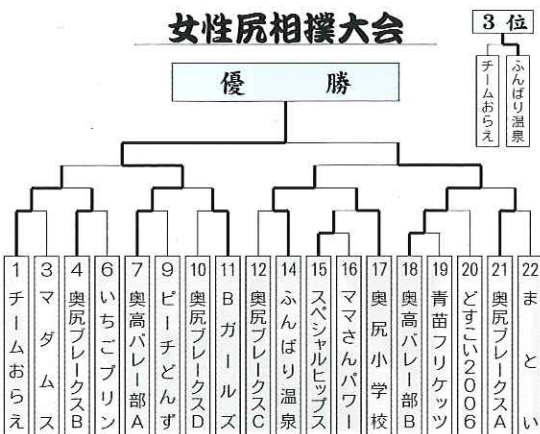 女性尻相撲大会
3位
チームおらえ
ふんばり温泉
優勝
1 チームおらえ
3 マダムス
4 奥尻ブレークスB
6 いちごプリン
7 奥高バレー部A
9 ピーチどんず
10 奥尻ブレークスD
11 Bガールズ
12 奥尻ブレークスC
14 ふんばり温泉
15 スペシャルヒップス
16 ママさんパワー
17 奥尻小学校
18 奥高バレー部B
19 青苗フリケッツ
20 どすこい2006
21 奥尻ブレークスA
22 まとい